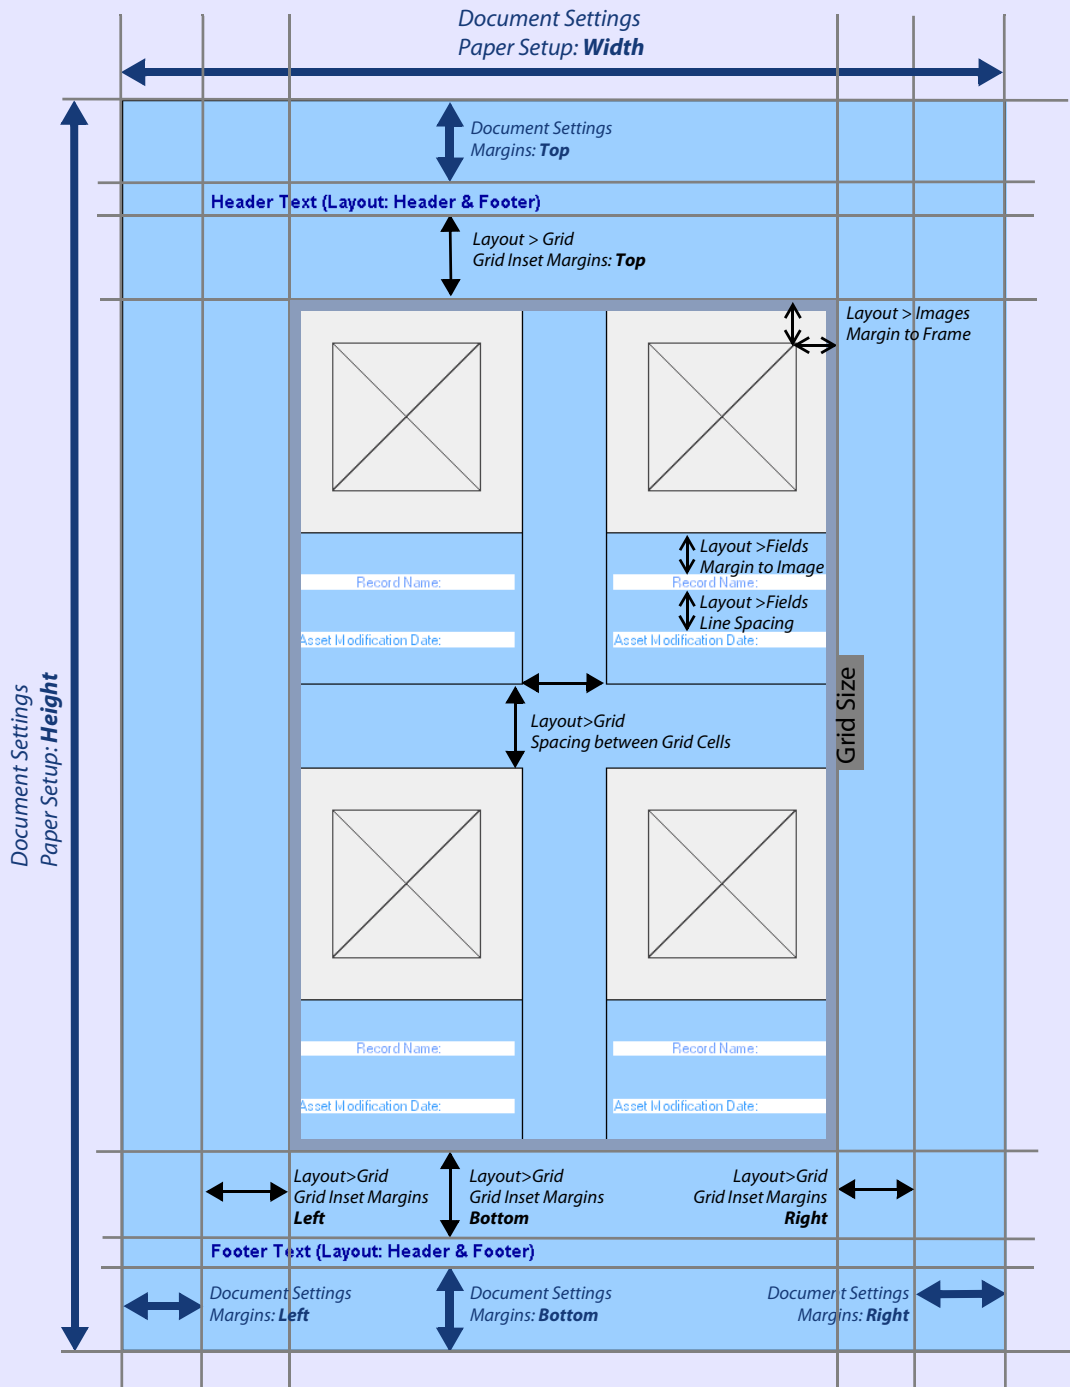 Document Settings
Paper Setup: Width
Document Settings
Margins: Top
Header Text (Layout: Header & Footer)
Layout > Grid
Grid Inset Margins: Top
Layout > Images
Margin to Frame
Layout >Fields
Margin to Image
Record Name:
Record Name:
Layout >Fields
Line Spacing
Asset Modification Date:
Asset Modification Date:
Document Settings
Paper Setup: Height
Grid Size
Layout>Grid
Spacing between Grid Cells
Record Name:
Record Name:
Asset Modification Date:
Asset Modification Date:
Layout>Grid
Grid Inset Margins
Left
Layout>Grid
Grid Inset Margins
Bottom
Layout>Grid
Grid Inset Margins
Right
Footer Text (Layout: Header & Footer)
Document Settings
Margins: Left
Document Settings
Margins: Bottom
Document Settings
Margins: Right